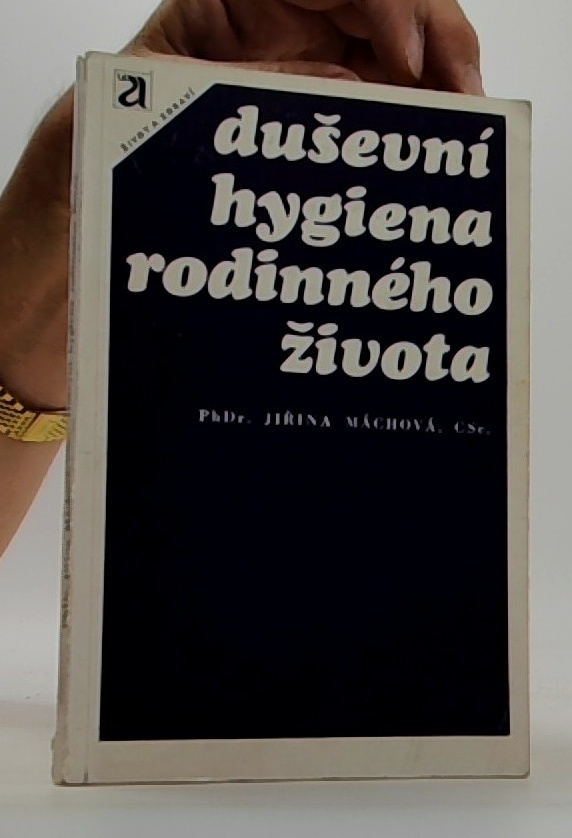 ŽIVOT A ZDRAVÍ
duševní
hygiena
rodinného
života
PhDr. JIŘINA MÁCHOVÁ, CSc.